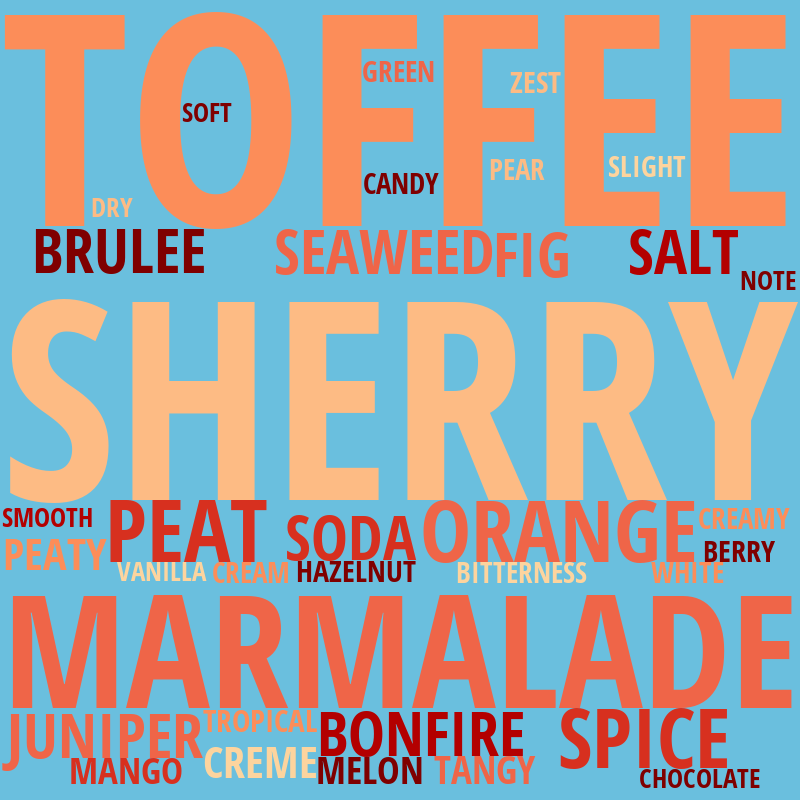 TOFFEE
GREEN
ZEST
SOFT
SLIGHT
PEAR
CANDY
DRY
BRULEE SEAWEED FIG SALT
NOTE
SHERRY
SMOOTH PEAT SODA ORANGE CREAMY
PEATY BERRY
VANILLA CREAM HAZELNUT BITTERNESS WHITE
MARMALADE
JUNIPER TROPICAL BONFIRE SPICE
MANGO CREME MELON TANGY CHOCOLATE